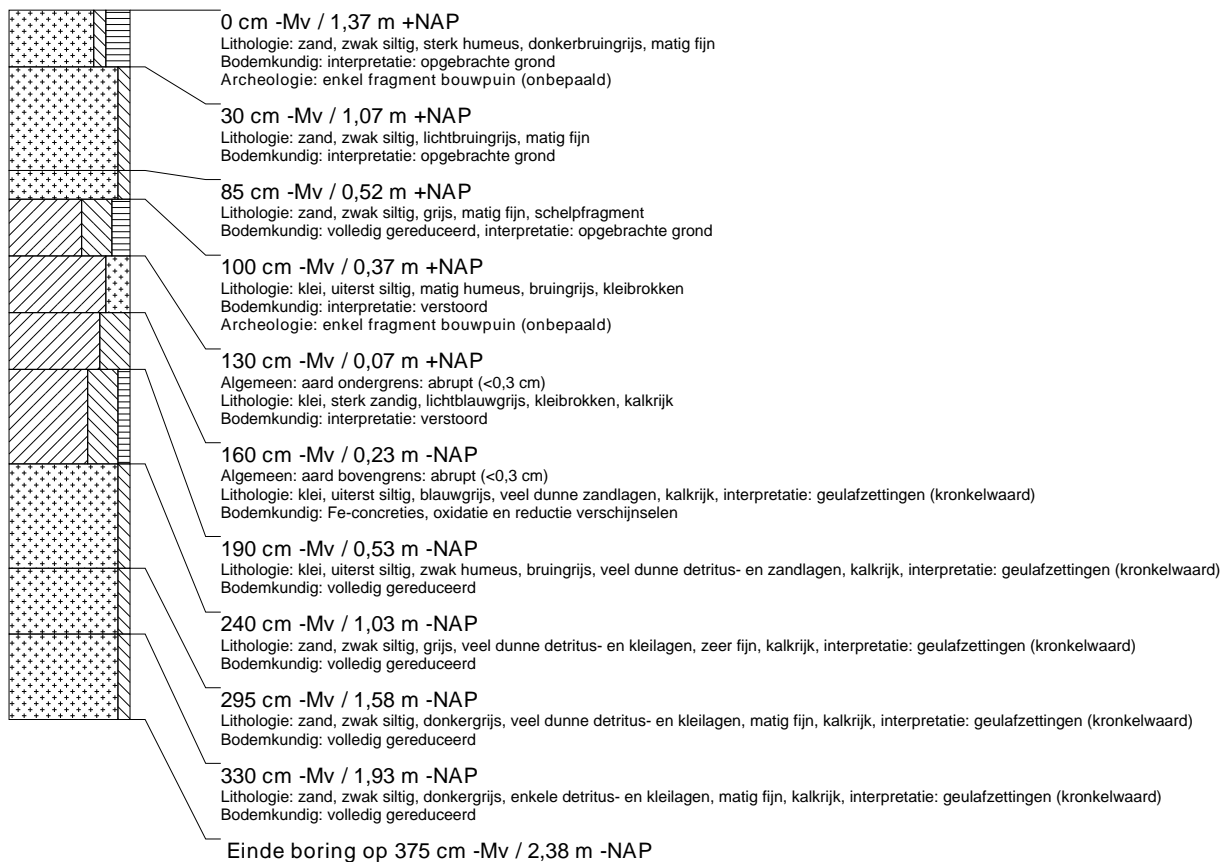 0 cm -Mv / 1,37 m +NAP
Lithologie: zand, zwak siltig, sterk humeus, donkerbruingrijs, matig fijn
Bodemkundig: interpretatie: opgebrachte grond
Archeologie: enkel fragment bouwpuin (onbepaald)
30 cm -Mv / 1,07 m +NAP
Lithologie: zand, zwak siltig, lichtbruingrijs, matig fijn
Bodemkundig: interpretatie: opgebrachte grond
85 cm -Mv / 0,52 m +NAP
Lithologie: zand, zwak siltig, grijs, matig fijn, schelpfragment
Bodemkundig: volledig gereduceerd, interpretatie: opgebrachte grond
100 cm -Mv / 0,37 m +NAP
Lithologie: klei, uiterst siltig, matig humeus, bruingrijs, kleibrokken
Bodemkundig: interpretatie: verstoord
Archeologie: enkel fragment bouwpuin (onbepaald)
130 cm -Mv / 0,07 m +NAP
Algemeen: aard ondergrens: abrupt (<0,3 cm)
Lithologie: klei, sterk zandig, lichtblauwgrijs, kleibrokken, kalkrijk
Bodemkundig: interpretatie: verstoord
160 cm -Mv / 0,23 m -NAP
Algemeen: aard bovengrens: abrupt (<0,3 cm)
Lithologie: klei, uiterst siltig, blauwgrijs, veel dunne zandlagen, kalkrijk, interpretatie: geulafzettingen (kronkelwaard)
Bodemkundig: Fe-concreties, oxidatie en reductie verschijnselen
190 cm -Mv / 0,53 m -NAP
Lithologie: klei, uiterst siltig, zwak humeus, bruingrijs, veel dunne detritus- en zandlagen, kalkrijk, interpretatie: geulafzettingen (kronkelwaard)
Bodemkundig: volledig gereduceerd
240 cm -Mv / 1,03 m -NAP
Lithologie: zand, zwak siltig, grijs, veel dunne detritus- en kleilagen, zeer fijn, kalkrijk, interpretatie: geulafzettingen (kronkelwaard)
Bodemkundig: volledig gereduceerd
295 cm -Mv / 1,58 m -NAP
Lithologie: zand, zwak siltig, donkergrijs, veel dunne detritus- en kleilagen, matig fijn, kalkrijk, interpretatie: geulafzettingen (kronkelwaard)
Bodemkundig: volledig gereduceerd
330 cm -Mv / 1,93 m -NAP
Lithologie: zand, zwak siltig, donkergrijs, enkele detritus- en kleilagen, matig fijn, kalkrijk, interpretatie: geulafzettingen (kronkelwaard)
Bodemkundig: volledig gereduceerd
Einde boring op 375 cm -Mv / 2,38 m -NAP